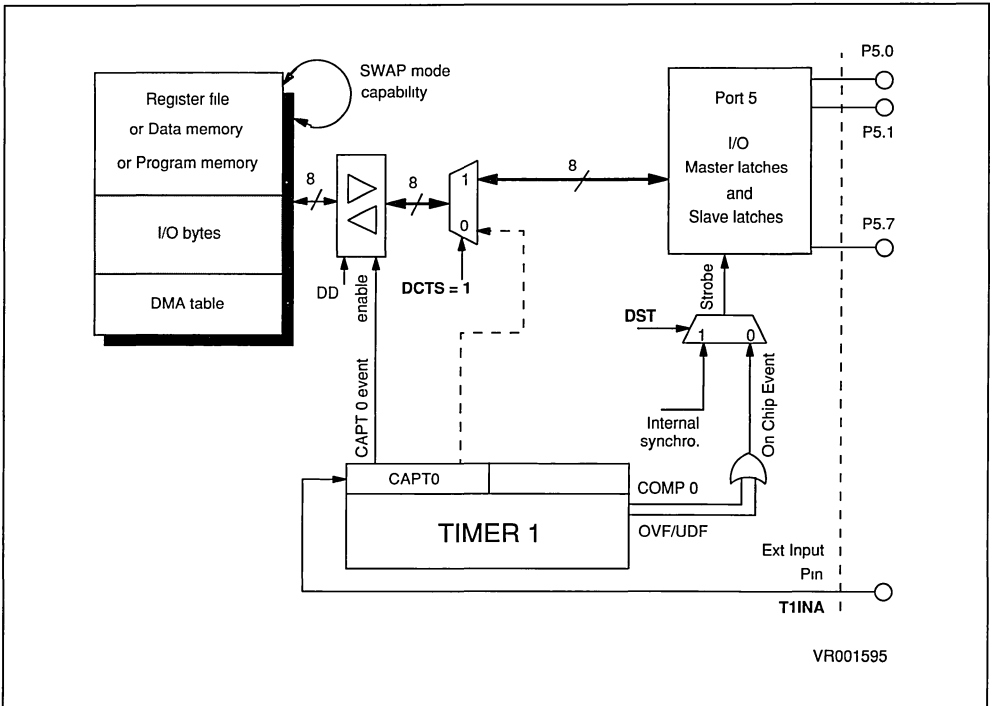 SWAP mode
capability
Register file
or Data memory
or Program memory
I/O bytes
DMA table
8
DD
enable
CAPT 0 event
8
1
0
DCTS = 1
8
Port 5
I/O
Master latches
and
Slave latches
P5.0
P5.1
P5.7
Strobe
DST
1 0
Internal
synchro.
On Chip Event
CAPT0
TIMER 1
COMP 0
OVF/UDF
Ext Input
Pin
T1INA
VR001595